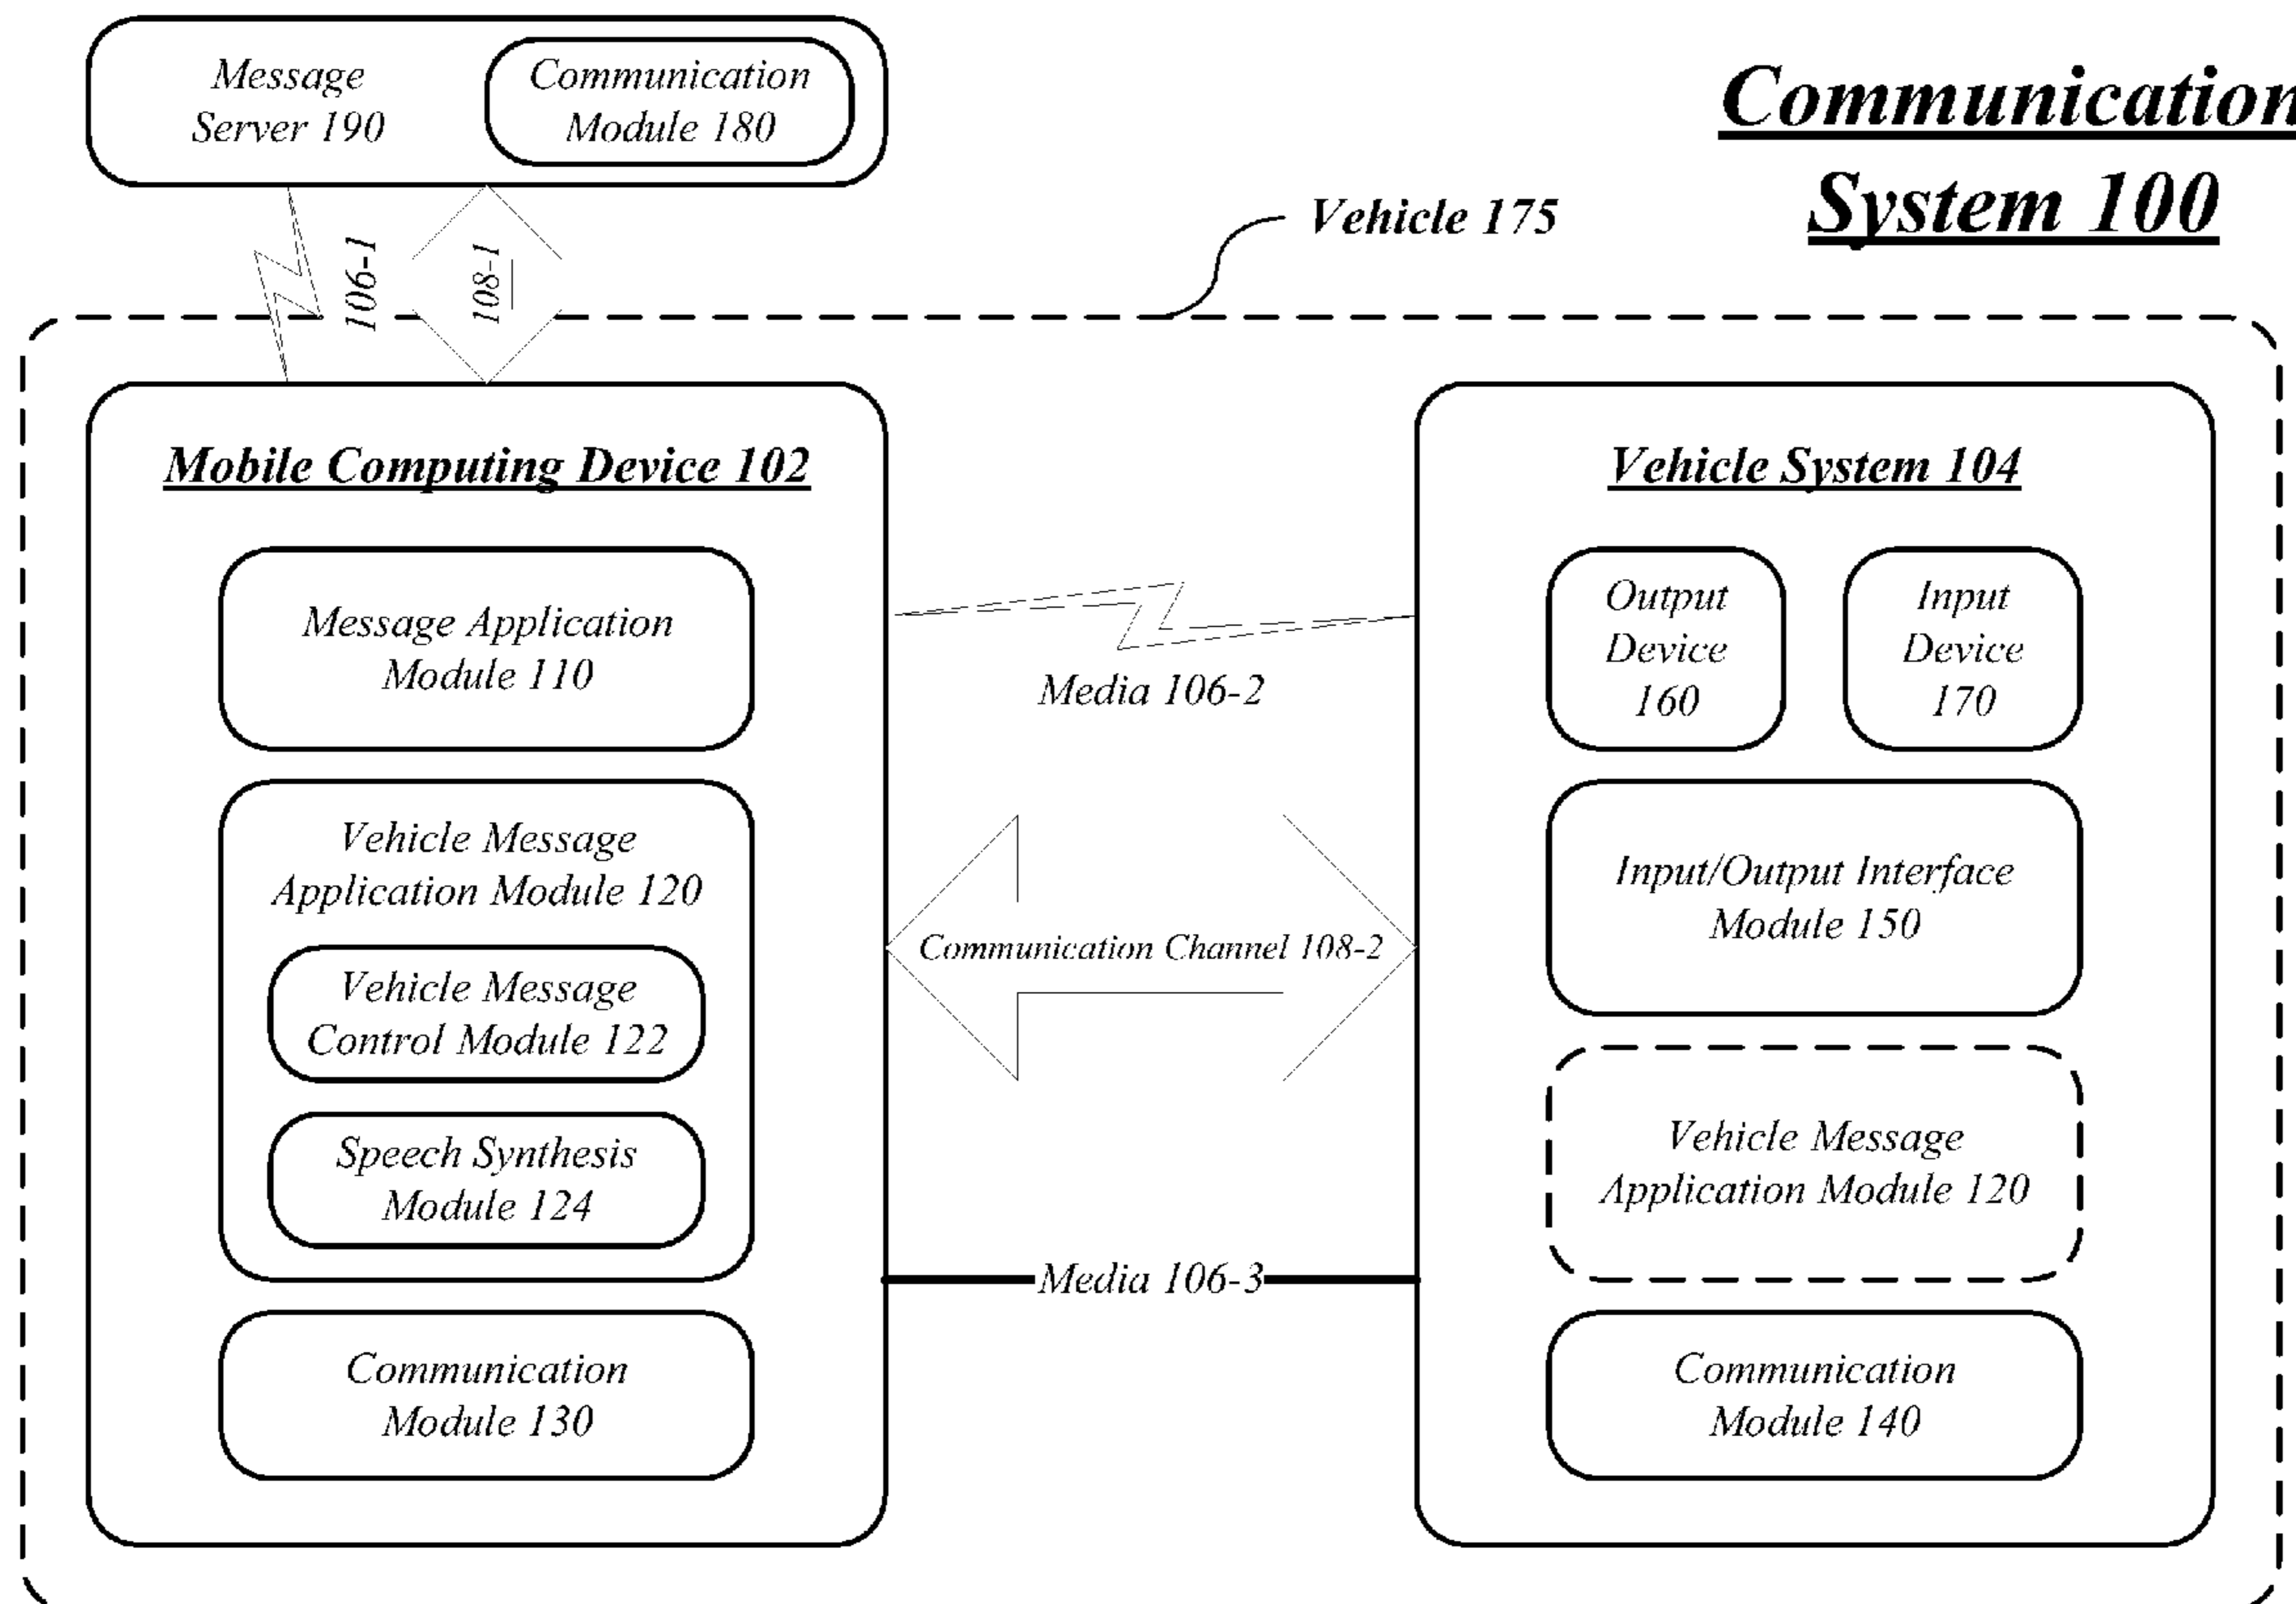 Communication
System 100
Message
Server 190
Communication
Module 180
106-1
108-1
Vehicle 175
Mobile Computing Device 102
Message Application
Module 110
Vehicle Message
Application Module 120
Vehicle Message
Control Module 122
Speech Synthesis
Module 124
Communication
Module 130
Media 106-2
Communication Channel 108-2
Media 106-3
Vehicle System 104
Output
Device
160
Input
Device
170
Input/Output Interface
Module 150
Vehicle Message
Application Module 120
Communication
Module 140